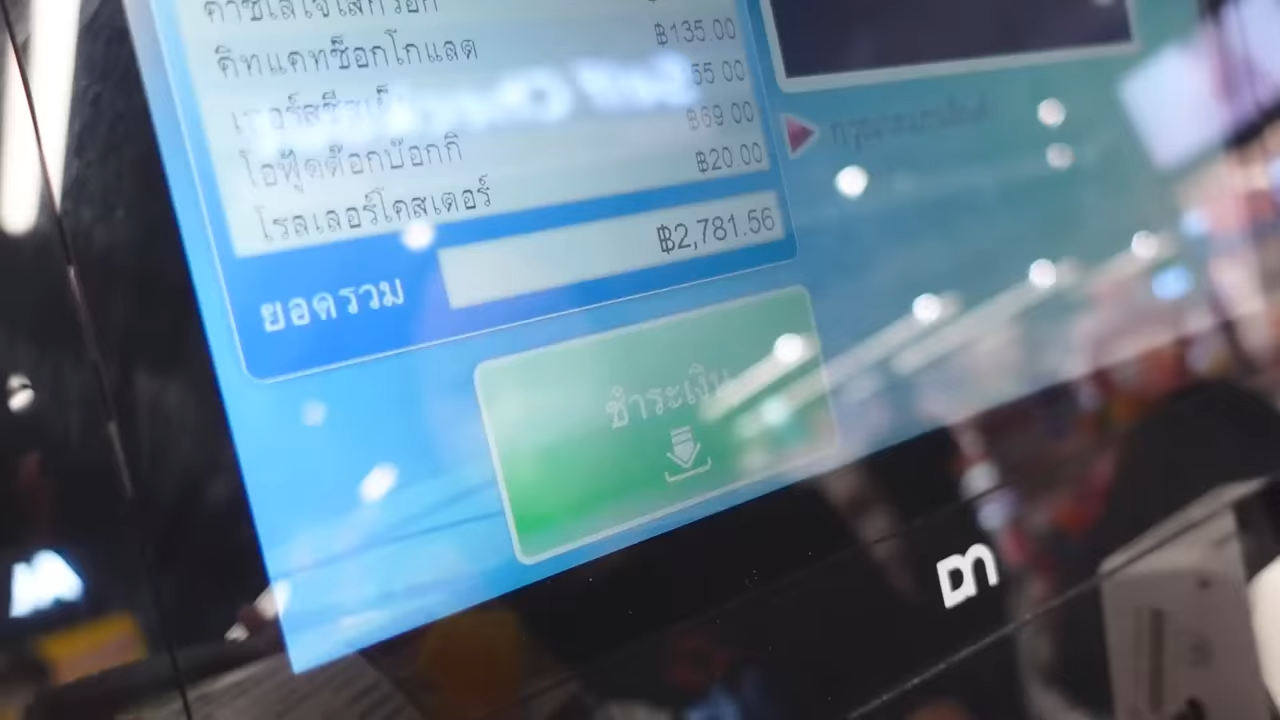 คิทแคทช็อกโกแลต ฿135.00
55.00
โอฟุ้ดต๊อกบ๊อกกิ ฿69.00
โรลเลอร์โคสเตอร์ ฿20.00
ยอดรวม ฿2,781.56
ชำระเงิน
DN